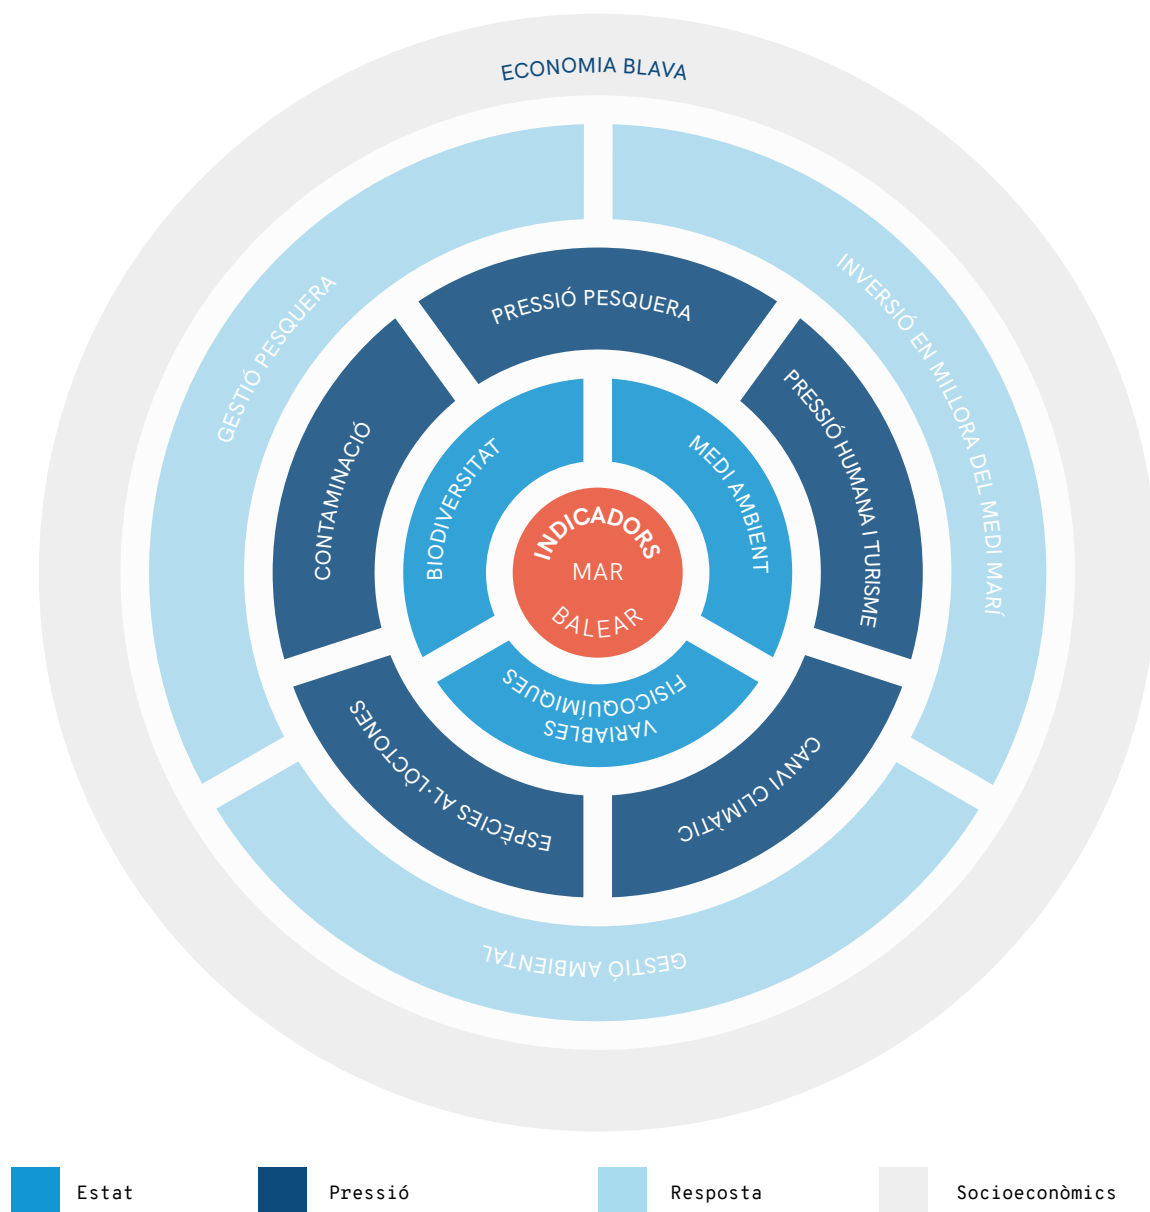 ECONOMIA BLAVA
GESTIÓ PESQUERA
INVERSIÓ EN MILLORA DEL MEDI MARÍ
GESTIÓ AMBIENTAL
PRESSIÓ PESQUERA
PRESSIÓ HUMANA I TURISME
CANVI CLIMÀTIC
ESPÈCIES AL·LÒCTONES
CONTAMINACIÓ
BIODIVERSITAT
MEDI AMBIENT
VARIABLES
FISICOQUÍMIQUES
INDICADORS
MAR
BALEAR
Estat
Pressió
Resposta
Socioeconòmics